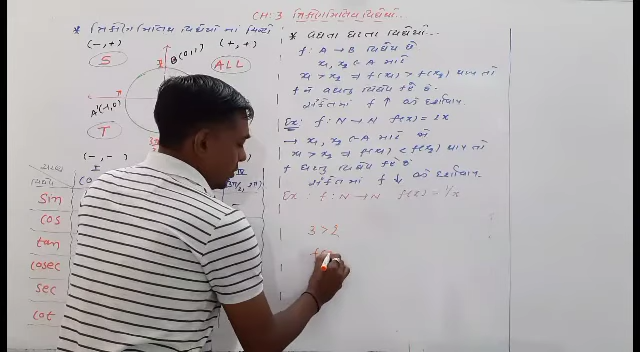 CH: 3 ત્રિકોણમિતિય વિધેયો..
* ત્રિકોણમિતિય વિધેયો ના ચિહ્નો
(-, +)
(+, +)
S
ALL
B(0,1)
A'(-1,0)
T
(-, -)
વિધેય
sin
cos
tan
cosec
sec
cot
* વધતા ઘટતા વિધેયો...
f: A → B વિધેય છે
x₁, x₂ ∈ A માટે
x₁ > x₂ ⇒ f(x₁) > f(x₂) થાય તો
f ને વધતુ વિધેય કહે છે.
સંકેતમાં f ↑ વડે દર્શાવાય.
Ex: f: N → N f(x) = 2x
→ x₁, x₂ ∈ A માટે જો
x₁ > x₂ ⇒ f(x₁) < f(x₂) થાય તો
f ઘટતુ વિધેય કહે છે
સંકેતમાં f ↓ વડે દર્શાવાય.
Ex: f: N → N f(x) = 1/x
3 > 2